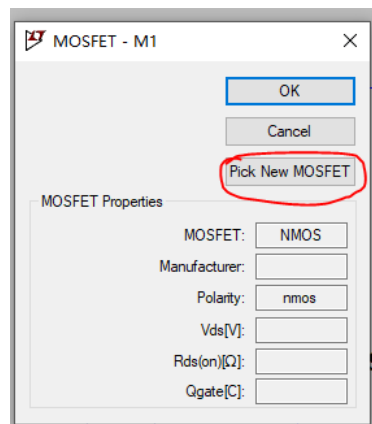 MOSFET - M1
OK
Cancel
Pick New MOSFET
MOSFET Properties
MOSFET: NMOS
Manufacturer:
Polarity: nmos
Vds[V]:
Rds(on)[Ω]:
Qgate[C]: